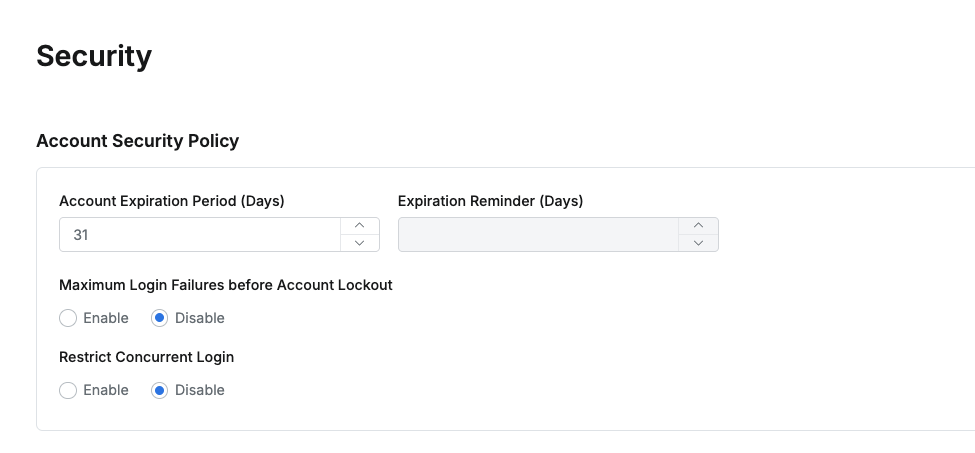 Security
Account Security Policy
Account Expiration Period (Days) Expiration Reminder (Days)
31
Maximum Login Failures before Account Lockout
Enable Disable
Restrict Concurrent Login
Enable Disable